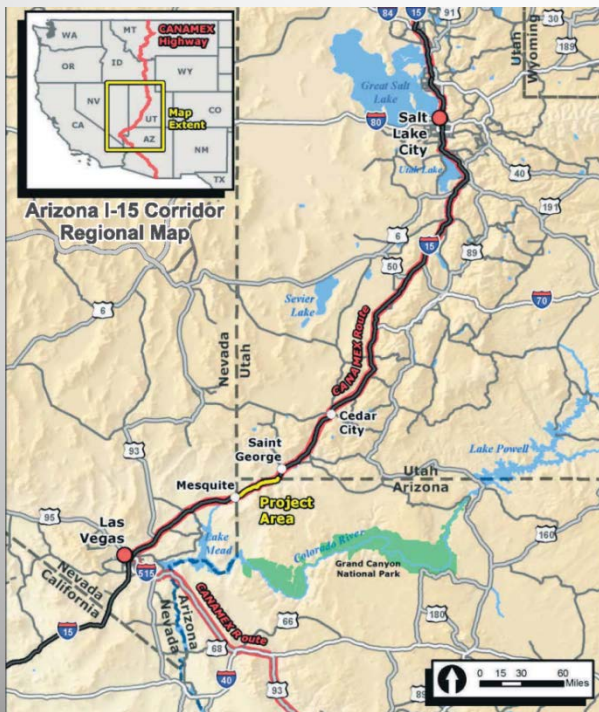 CANAMEX
Highway
WA
MT
OR
ID
WY
NV
UT
CO
CA
AZ
NM
TX
Map
Extent
Arizona I-15 Corridor
Regional Map
84
15
91
30
189
Utah
Wyoming
Great Salt
Lake
80
Salt
Lake
City
Utah Lake
40
191
6
15
89
50
6
Sevier
Lake
70
Nevada
Utah
CANAMEX Route
Cedar
City
93
Saint
George
Lake Powell
Utah
Arizona
Mesquite
Project
Area
95
Las
Vegas
Lake
Mead
Colorado River
160
Grand Canyon
National Park
515
Nevada
California
CANAMEX Route
Arizona
Nevada
66
180
15
68
40
93
89
0 15 30 60
Miles